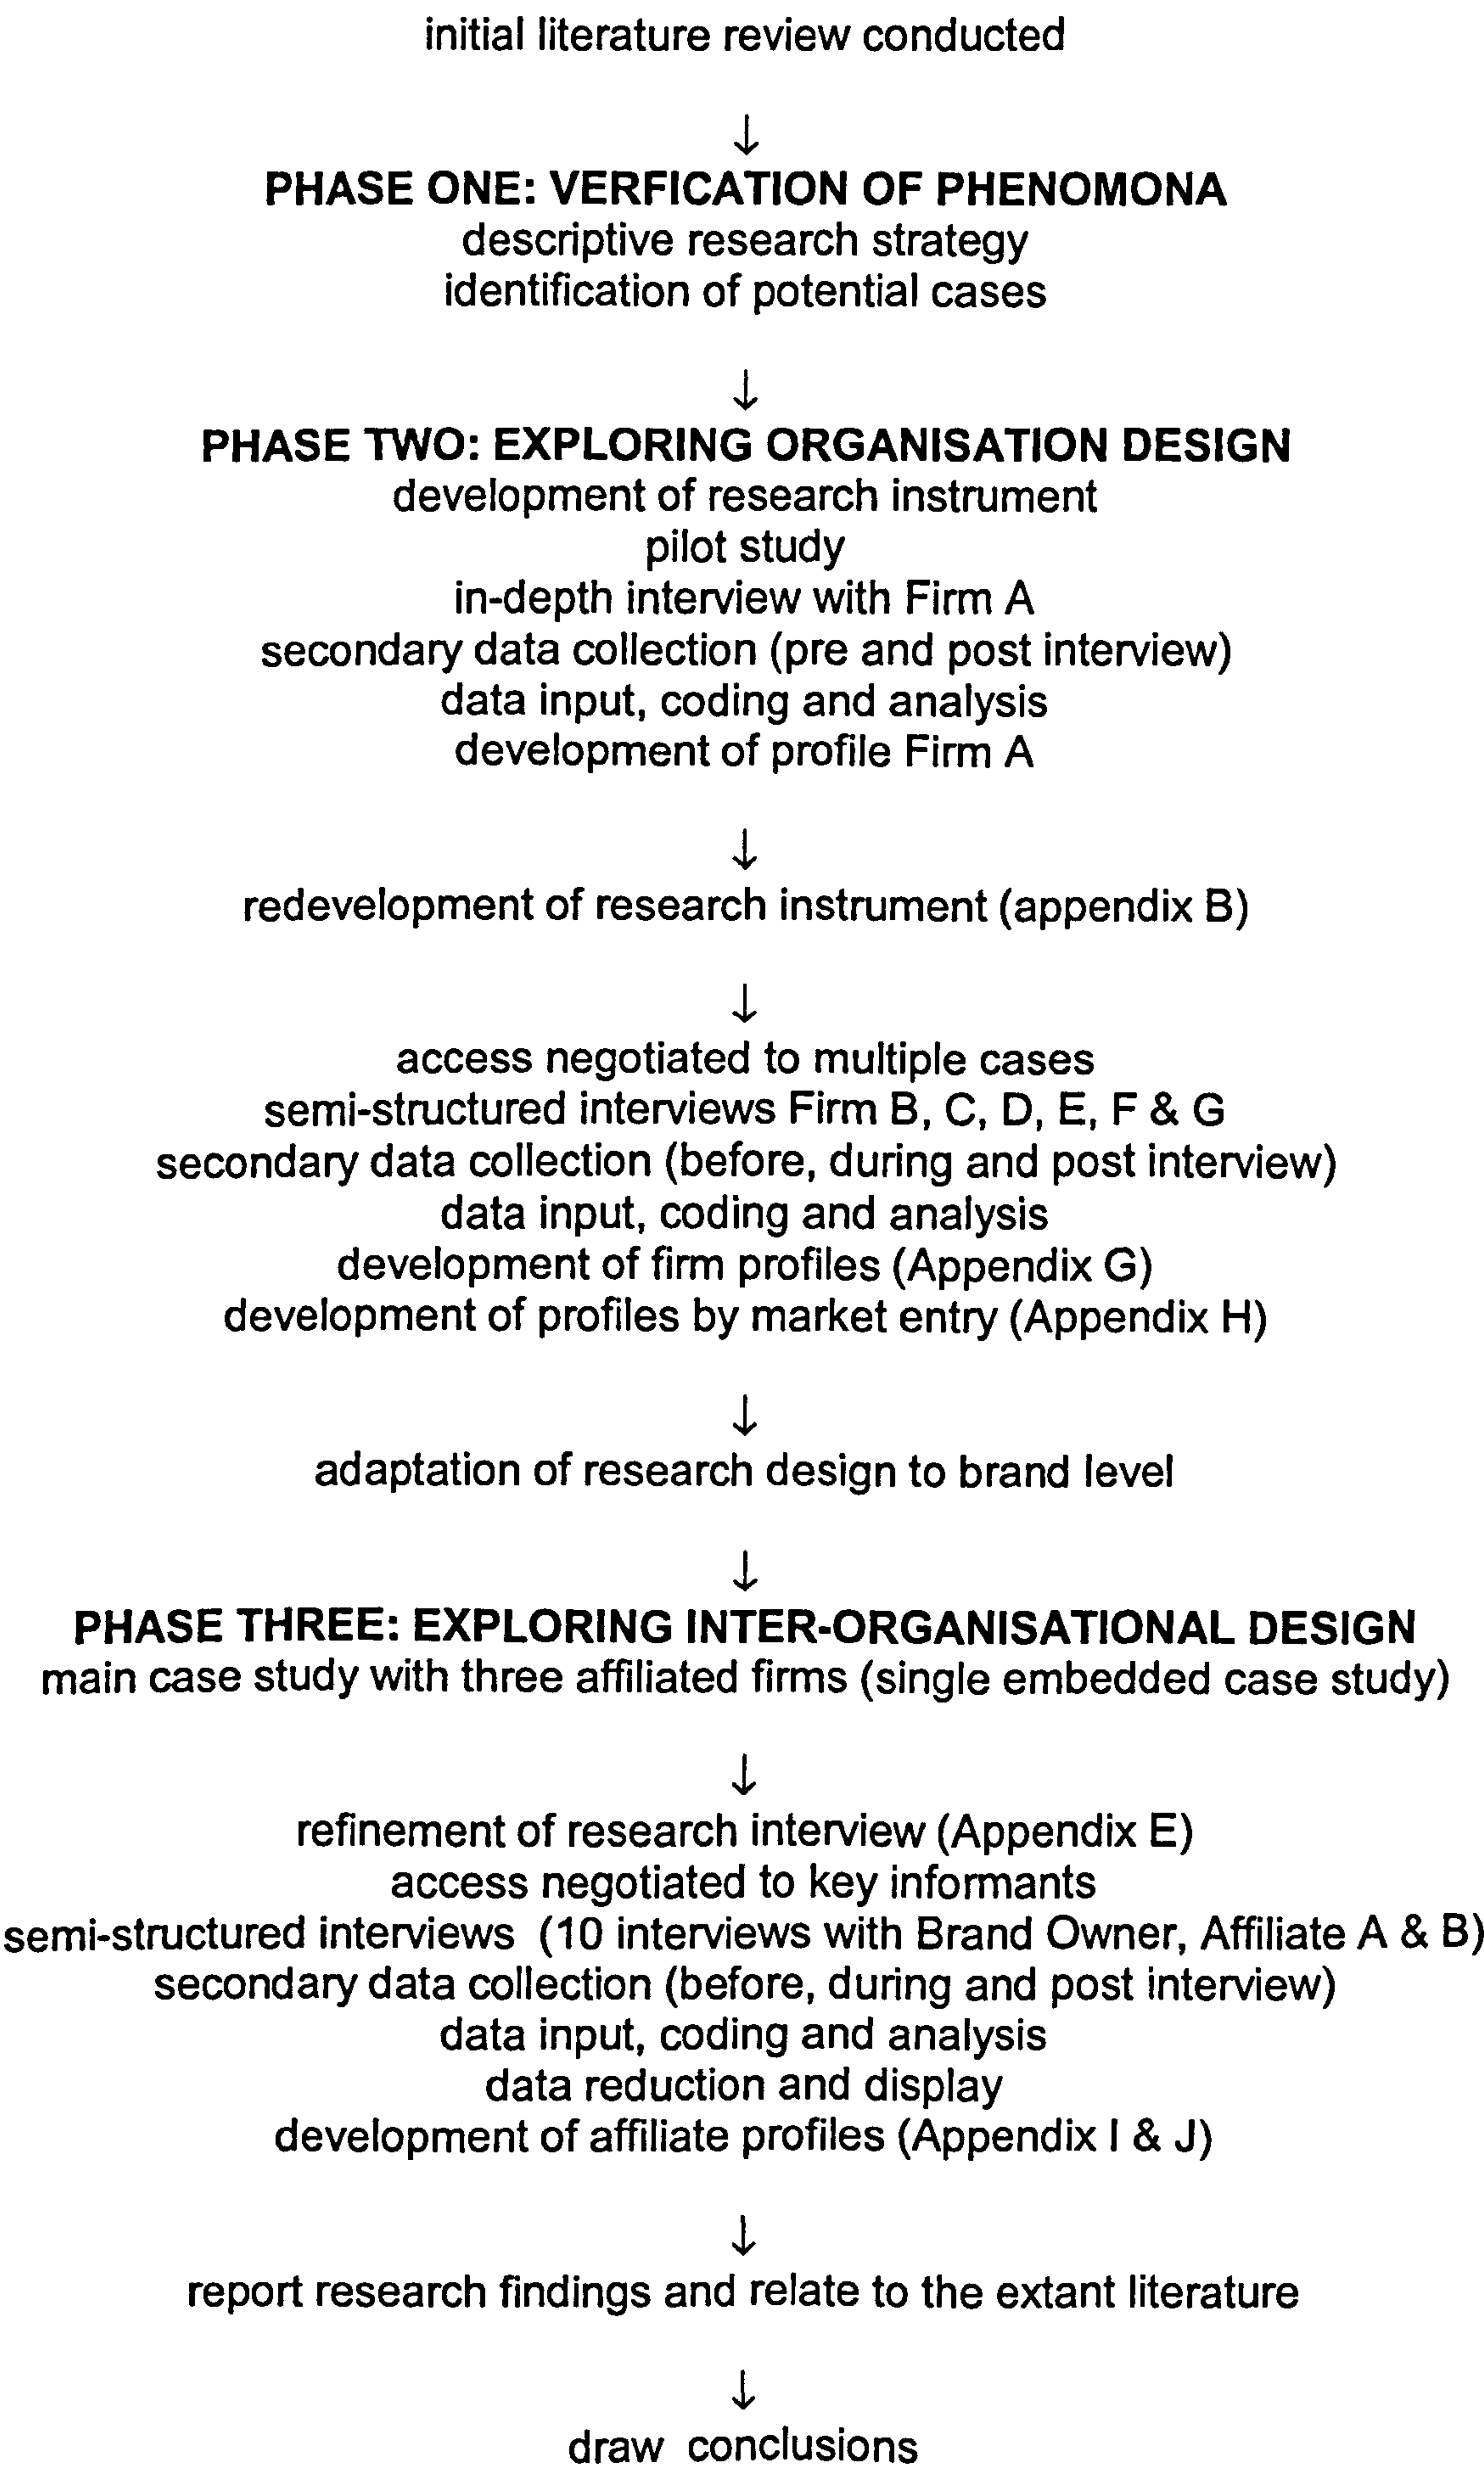 initial literature review conducted
↓
PHASE ONE: VERFICATION OF PHENOMONA
descriptive research strategy
identification of potential cases
↓
PHASE TWO: EXPLORING ORGANISATION DESIGN
development of research instrument
pilot study
in-depth interview with Firm A
secondary data collection (pre and post interview)
data input, coding and analysis
development of profile Firm A
↓
redevelopment of research instrument (appendix B)
↓
access negotiated to multiple cases
semi-structured interviews Firm B, C, D, E, F & G
secondary data collection (before, during and post interview)
data input, coding and analysis
development of firm profiles (Appendix G)
development of profiles by market entry (Appendix H)
↓
adaptation of research design to brand level
↓
PHASE THREE: EXPLORING INTER-ORGANISATIONAL DESIGN
main case study with three affiliated firms (single embedded case study)
↓
refinement of research interview (Appendix E)
access negotiated to key informants
semi-structured interviews (10 interviews with Brand Owner, Affiliate A & B)
secondary data collection (before, during and post interview)
data input, coding and analysis
data reduction and display
development of affiliate profiles (Appendix I & J)
↓
report research findings and relate to the extant literature
↓
draw conclusions